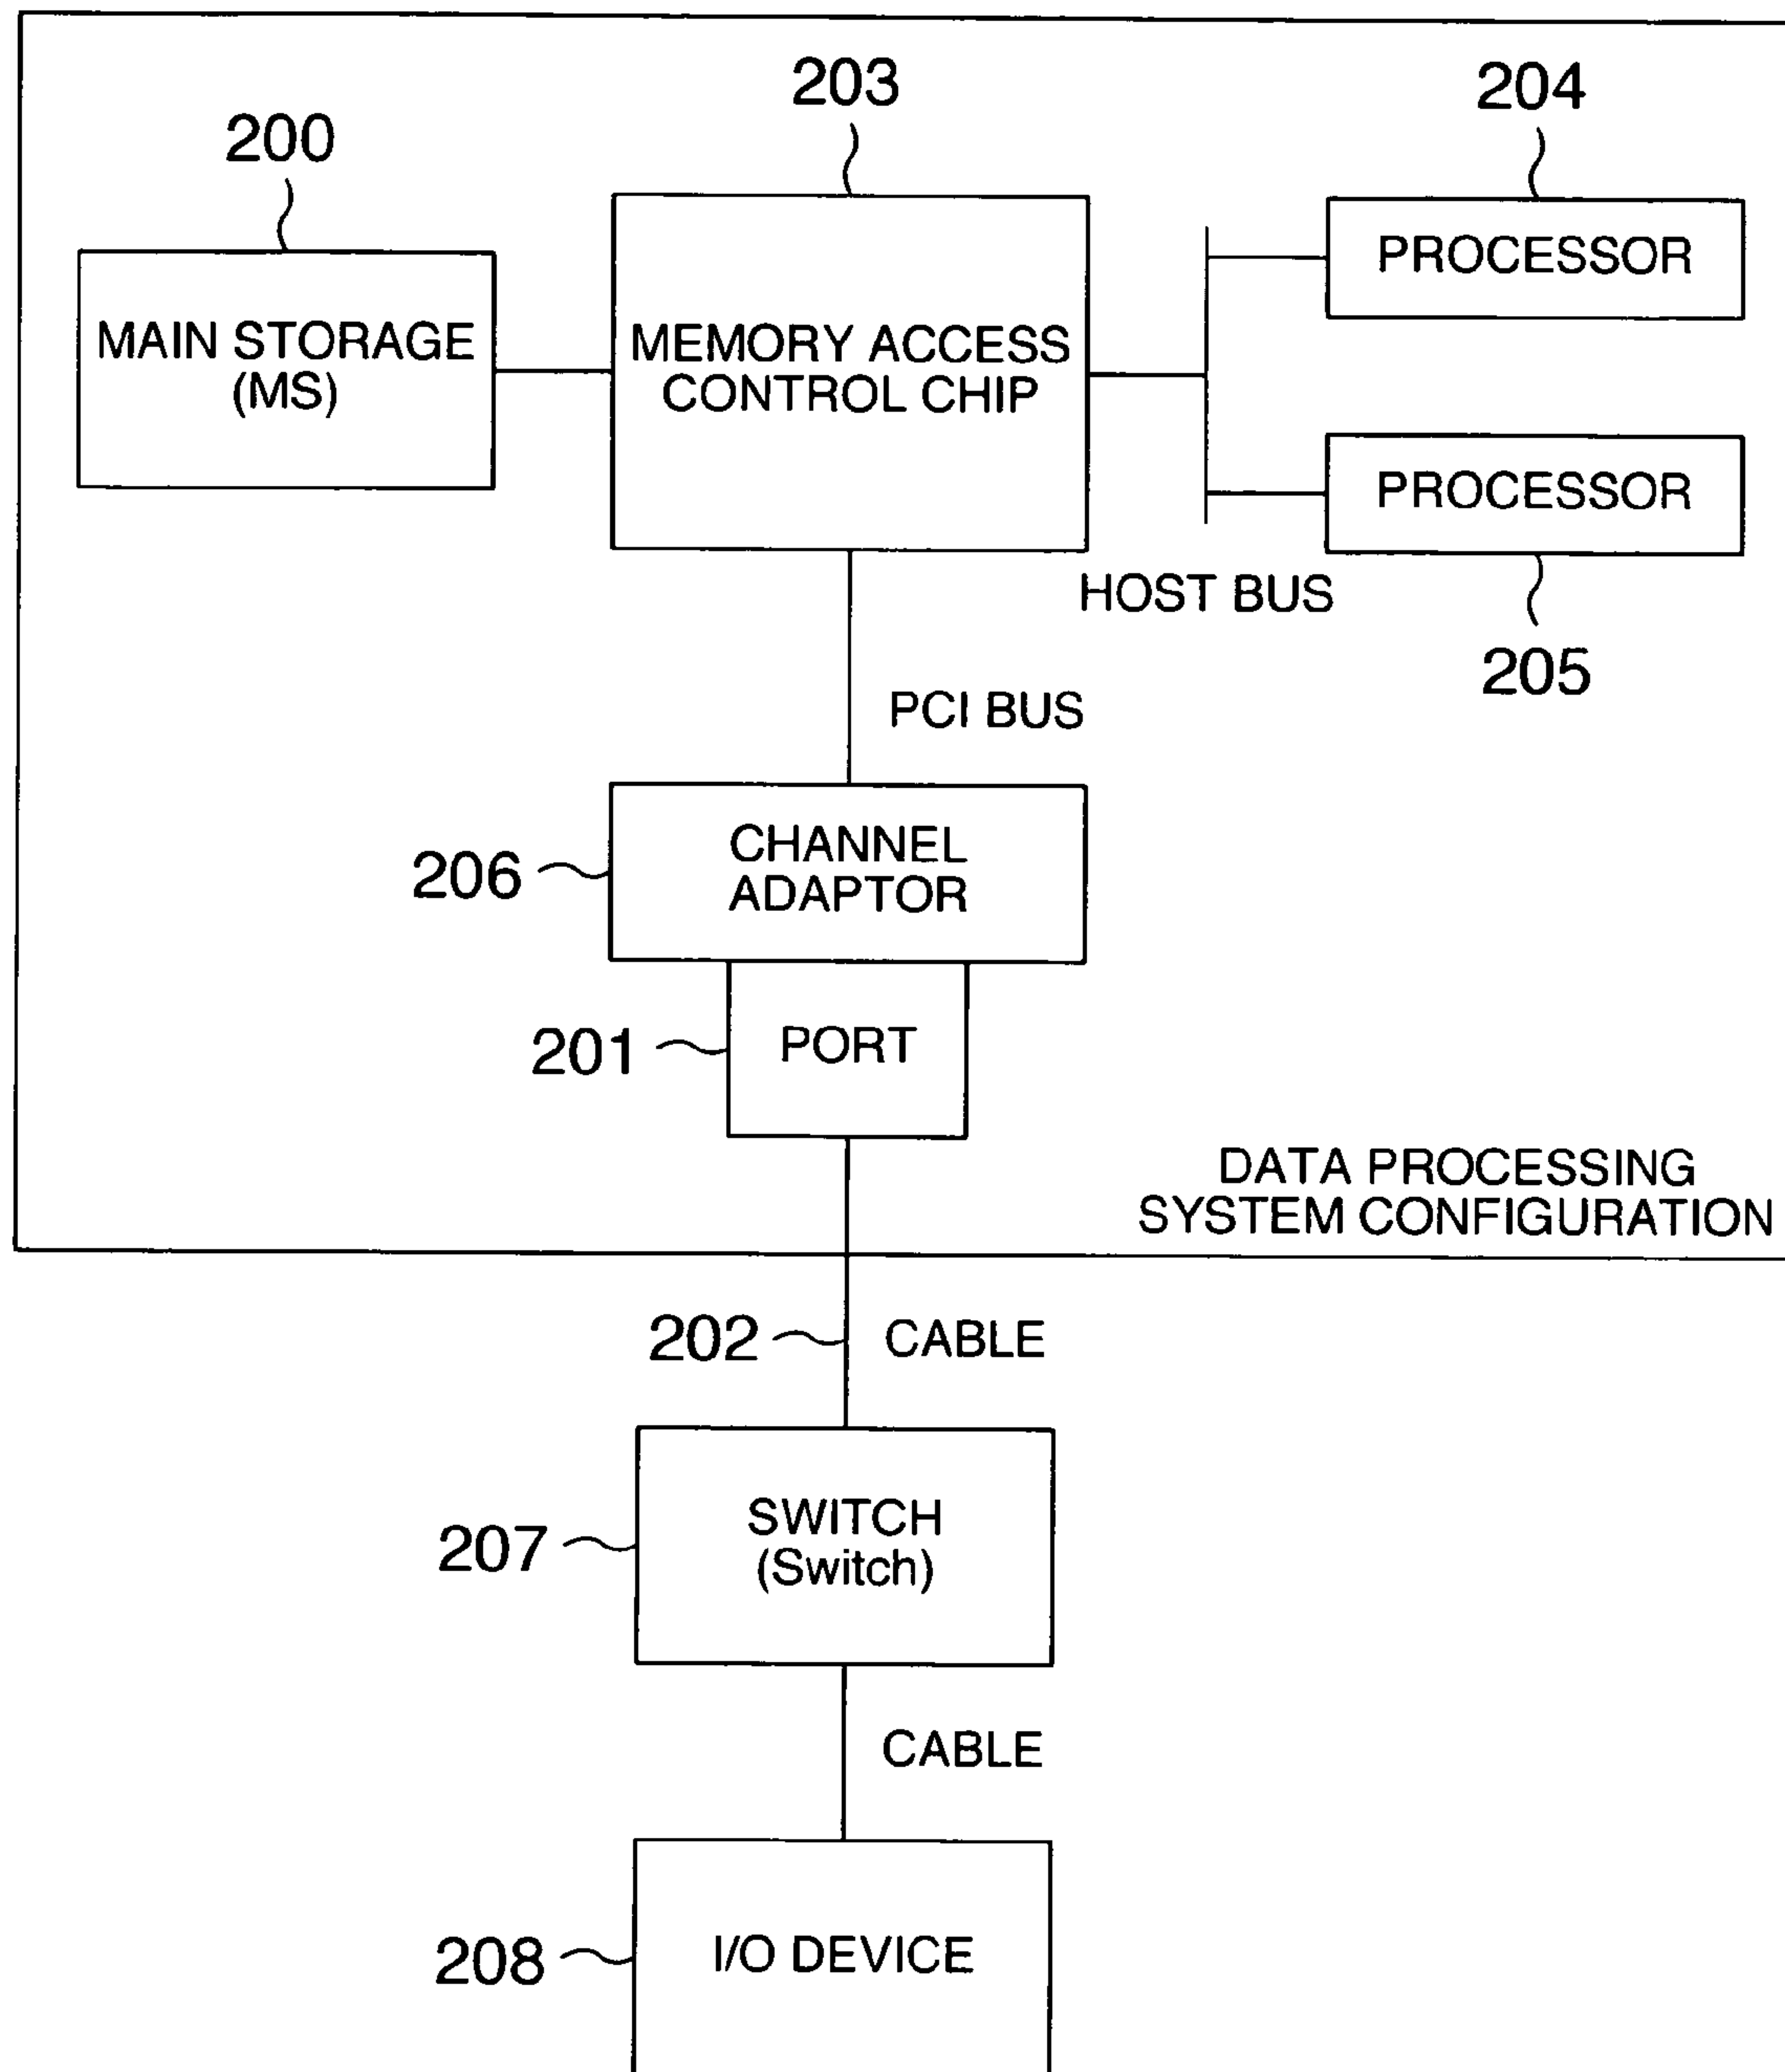 203
204
200
PROCESSOR
MAIN STORAGE
(MS)
MEMORY ACCESS
CONTROL CHIP
PROCESSOR
HOST BUS
205
PCI BUS
206
CHANNEL
ADAPTOR
201
PORT
DATA PROCESSING
SYSTEM CONFIGURATION
202
CABLE
207
SWITCH
(Switch)
CABLE
208
I/O DEVICE